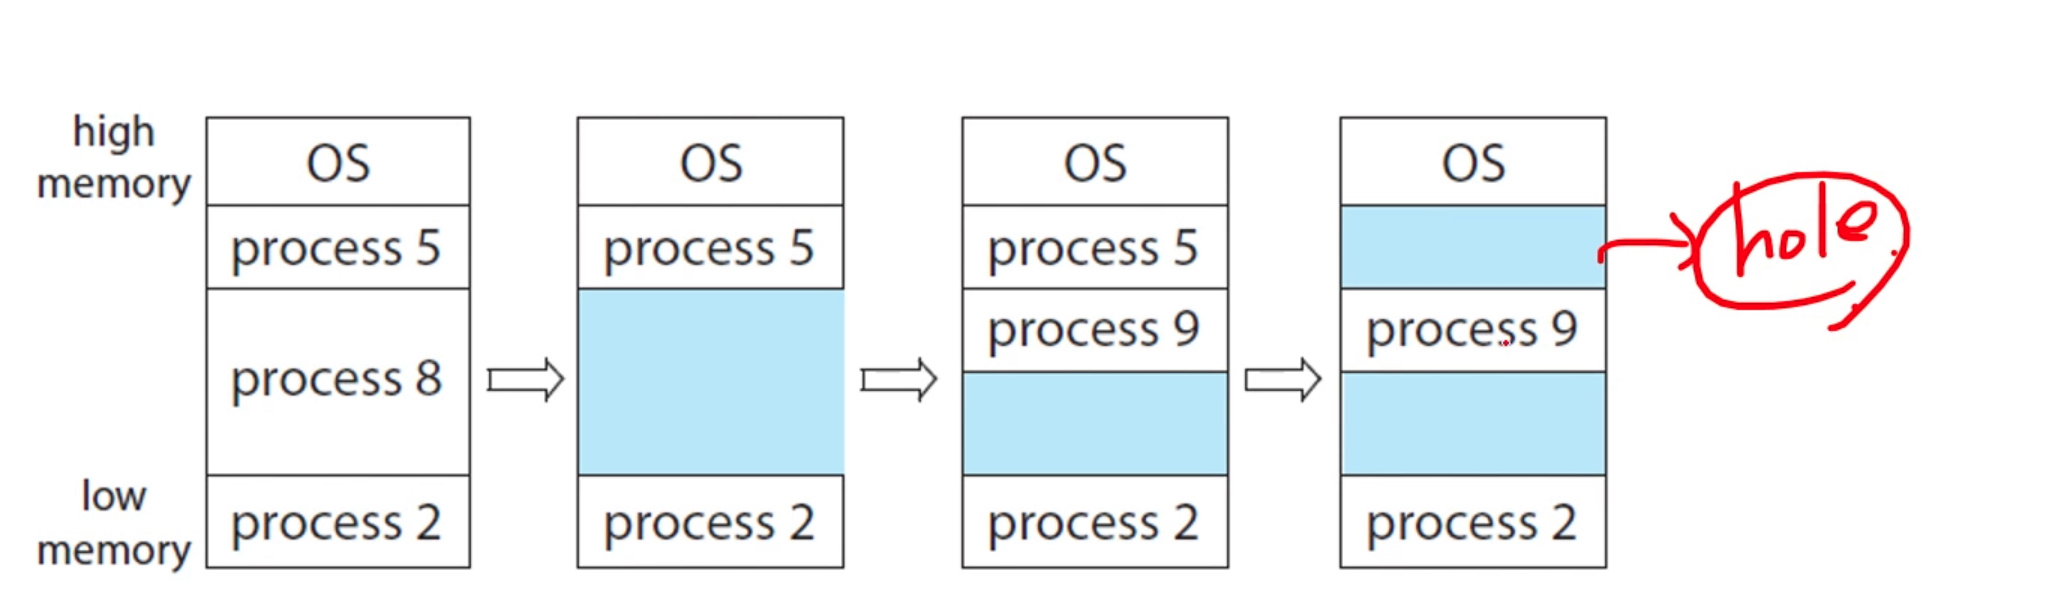 high
memory
OS
process 5
process 8
process 2
low
memory
OS
process 5
process 2
OS
process 5
process 9
process 2
OS
process 9
process 2
hole